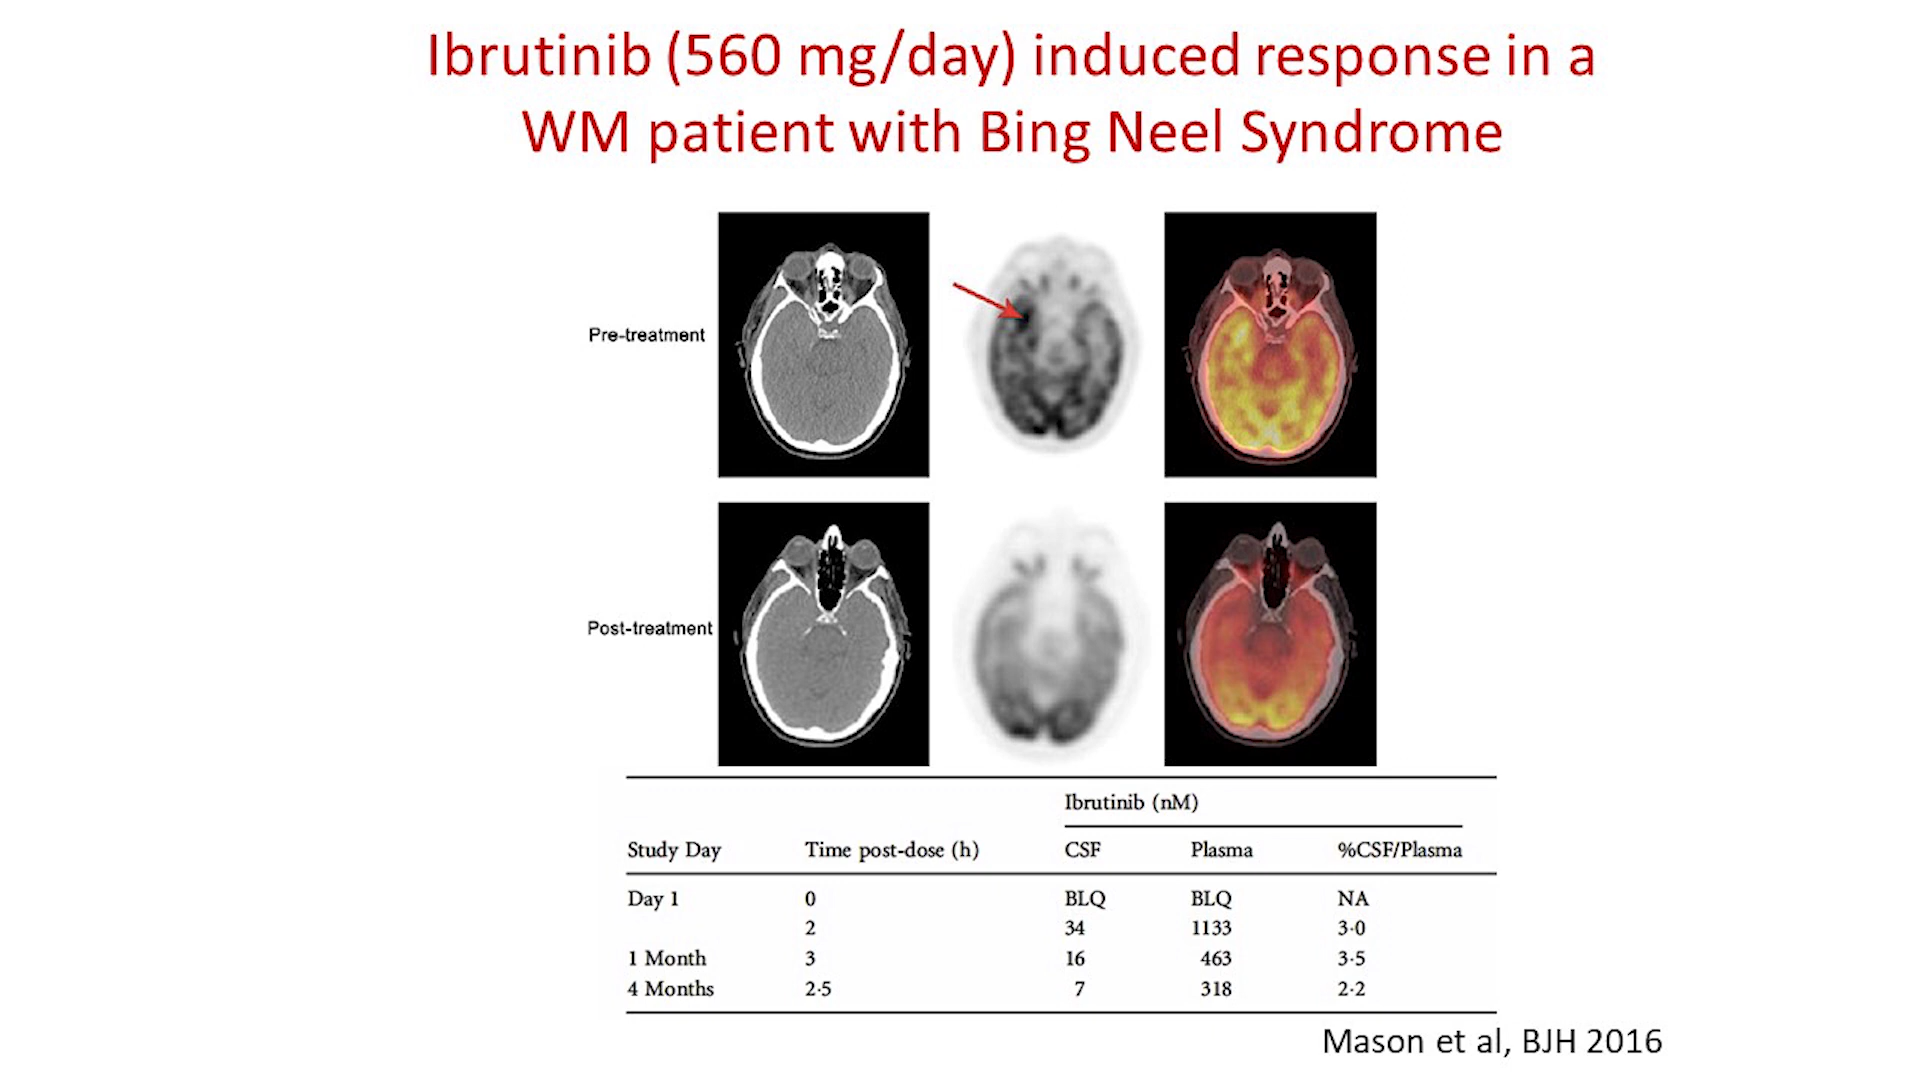 Ibrutinib (560 mg/day) induced response in a
WM patient with Bing Neel Syndrome
Pre-treatment
Post-treatment
Ibrutinib (nM)
Study Day Time post-dose (h) CSF Plasma %CSF/Plasma
Day 1 0 BLQ BLQ NA
2 34 1133 3·0
1 Month 3 16 463 3·5
4 Months 2·5 7 318 2·2
Mason et al, BJH 2016